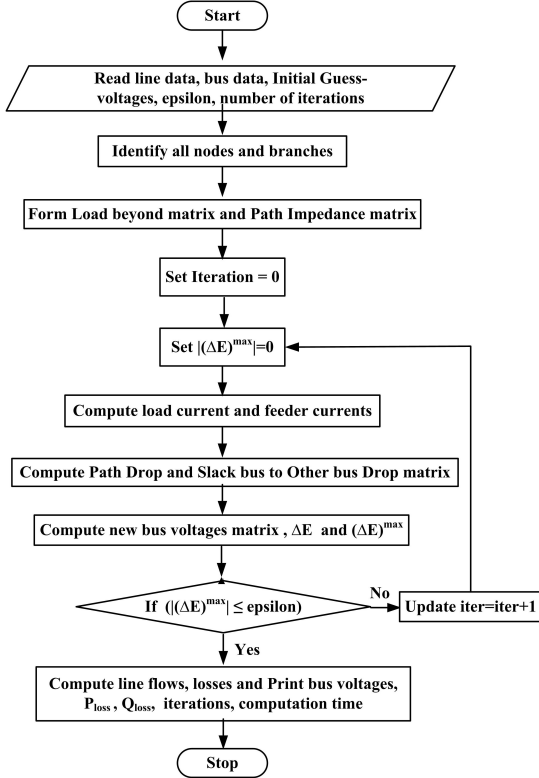 Start
Read line data, bus data, Initial Guess-
voltages, epsilon, number of iterations
Identify all nodes and branches
Form Load beyond matrix and Path Impedance matrix
Set Iteration = 0
Set |(ΔE)^max|=0
Compute load current and feeder currents
Compute Path Drop and Slack bus to Other bus Drop matrix
Compute new bus voltages matrix , ΔE and (ΔE)^max
If (|(ΔE)^max| ≤ epsilon)
No
Update iter=iter+1
Yes
Compute line flows, losses and Print bus voltages,
P_loss , Q_loss, iterations, computation time
Stop